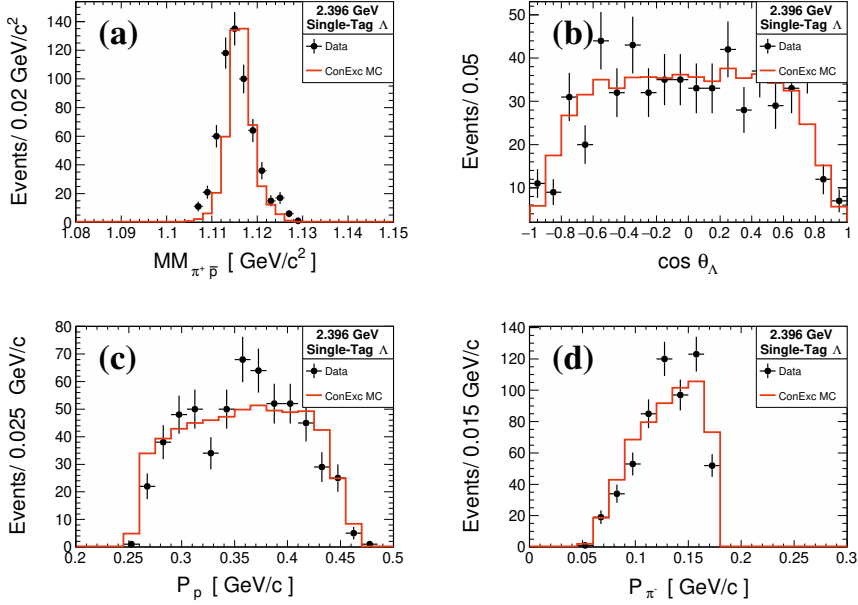 (a)
2.396 GeV
Single-Tag Λ
Data
ConExc MC
Events/ 0.02 GeV/c²
140
120
100
80
60
40
20
0
1.08 1.09 1.1 1.11 1.12 1.13 1.14 1.15
MM π⁺ p̅ [ GeV/c²]
(b)
2.396 GeV
Single-Tag Λ
Data
ConExc MC
Events/ 0.05
50
40
30
20
10
−1 −0.8 −0.6 −0.4 −0.2 0 0.2 0.4 0.6 0.8 1
cos θ_Λ
(c)
2.396 GeV
Single-Tag Λ
Data
ConExc MC
Events/ 0.025 GeV/c
80
70
60
50
40
30
20
10
0
0.2 0.3 0.4 0.5
P_p [ GeV/c]
(d)
2.396 GeV
Single-Tag Λ
Data
ConExc MC
Events/ 0.015 GeV/c
140
120
100
80
60
40
20
0
0 0.05 0.1 0.15 0.2 0.25 0.3
P_π⁻ [ GeV/c]